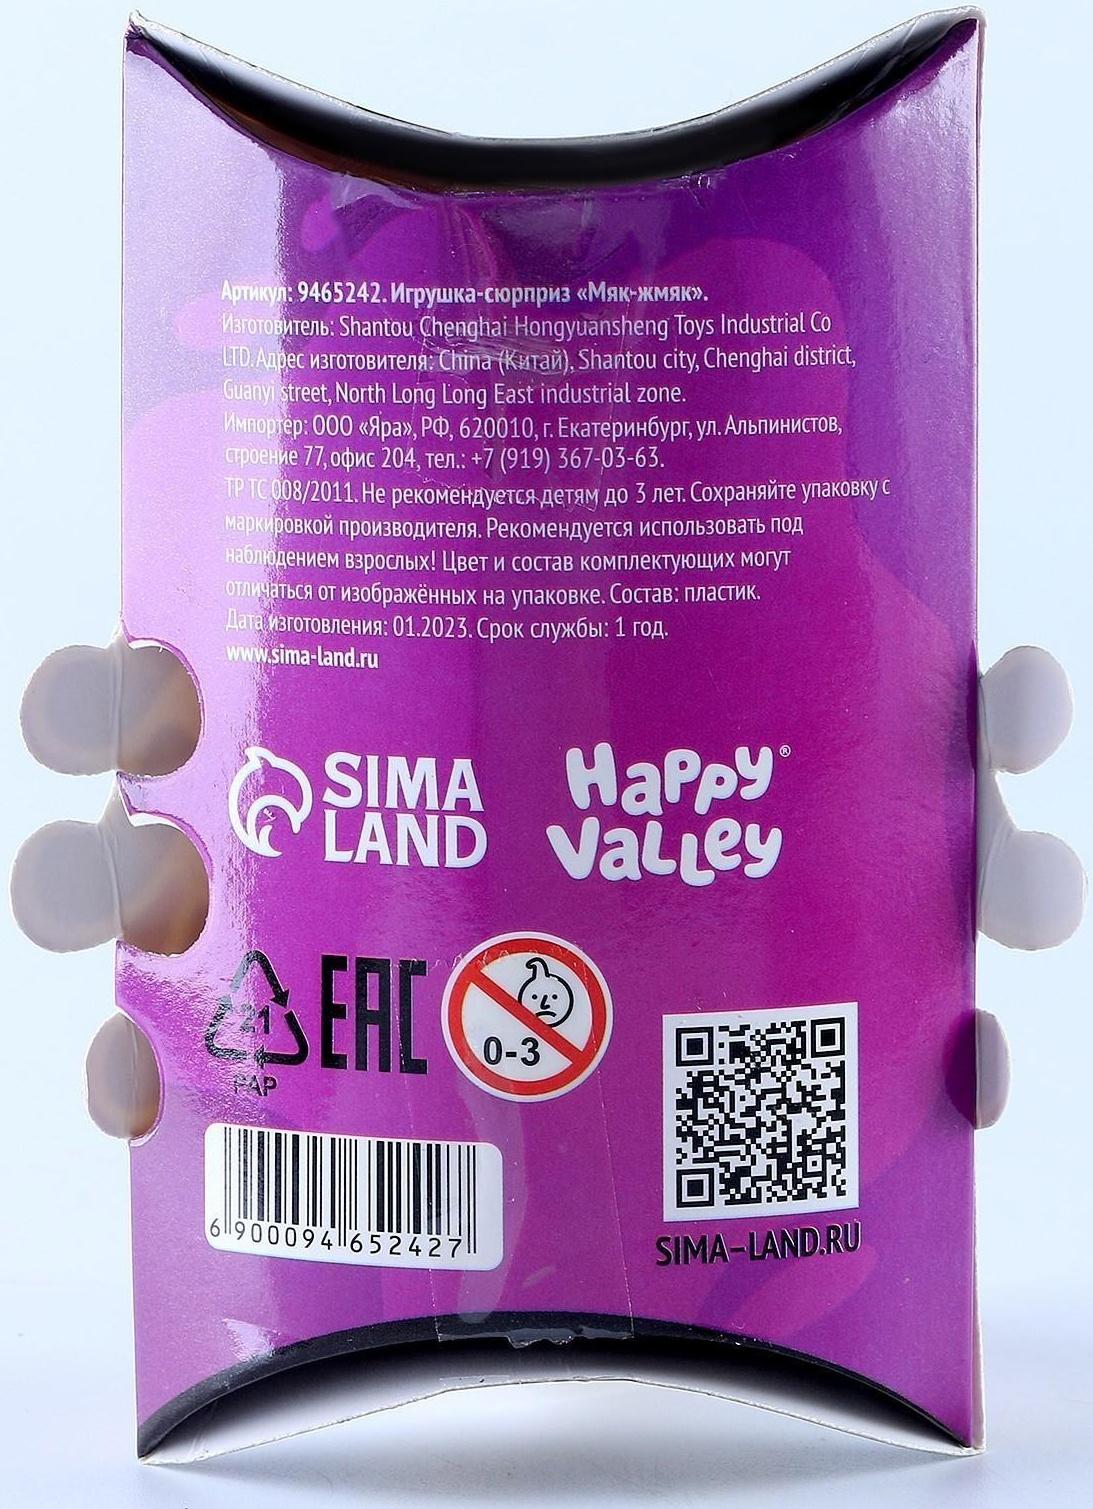 Артикул: 9465242. Игрушка-сюрприз «Мяк-жмяк».
Изготовитель: Shantou Chenghai Hongyuansheng Toys Industrial Co
LTD. Адрес изготовителя: China (Китай), Shantou city, Chenghai district,
Guanyi street, North Long Long East industrial zone.
Импортёр: ООО «Яра», РФ, 620010, г. Екатеринбург, ул. Альпинистов,
строение 77, офис 204, тел.: +7 (919) 367-03-63.
ТР ТС 008/2011. Не рекомендуется детям до 3 лет. Сохраняйте упаковку с
маркировкой производителя. Рекомендуется использовать под
наблюдением взрослых! Цвет и состав комплектующих могут
отличаться от изображённых на упаковке. Состав: пластик.
Дата изготовления: 01.2023. Срок службы: 1 год.
www.sima-land.ru
SIMA
LAND
Happy
Valley®
21
PAP
EAC
0-3
6 900094 652427
SIMA-LAND.RU